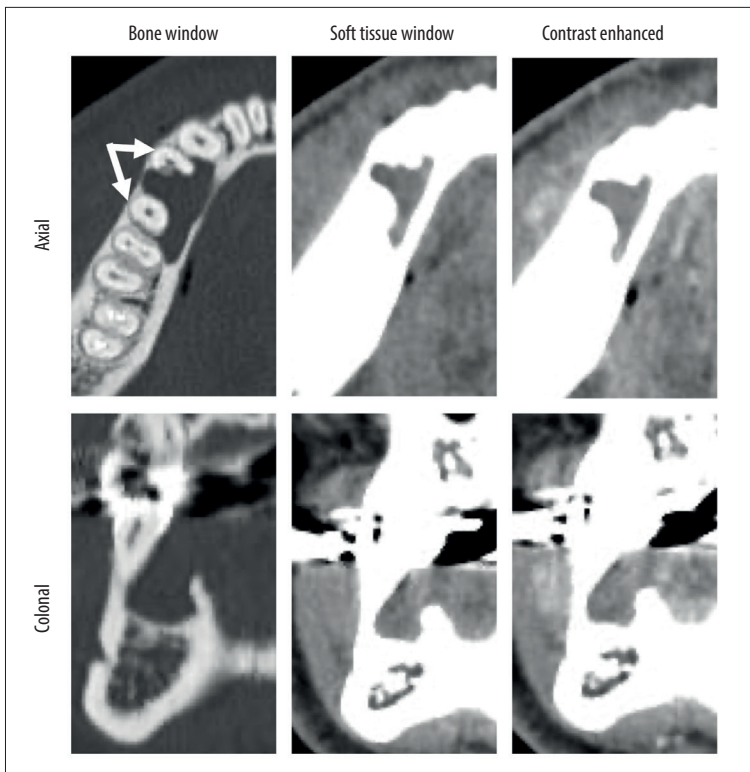 Bone window
Soft tissue window
Contrast enhanced
Axial
Colonal